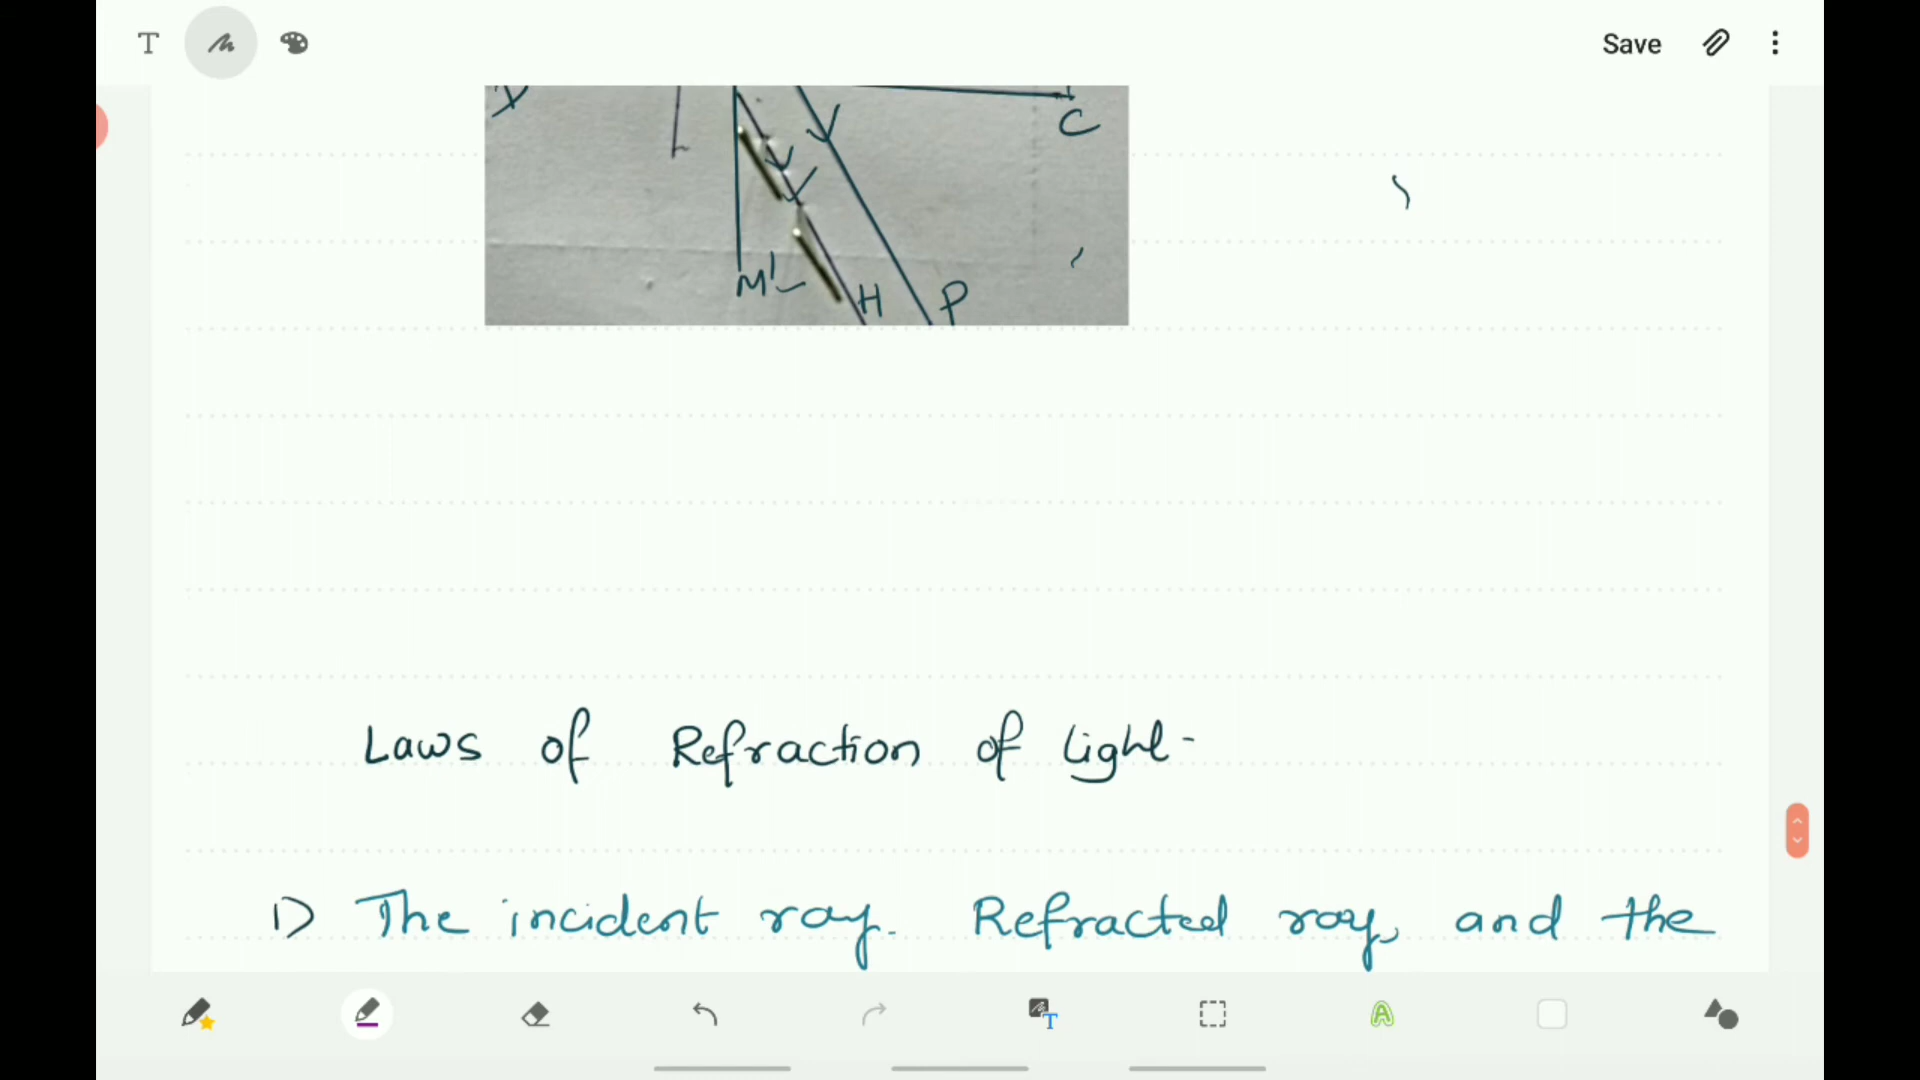 T Save
C
M'
H P
Laws of Refraction of Light-
1) The incident ray. Refracted ray, and the